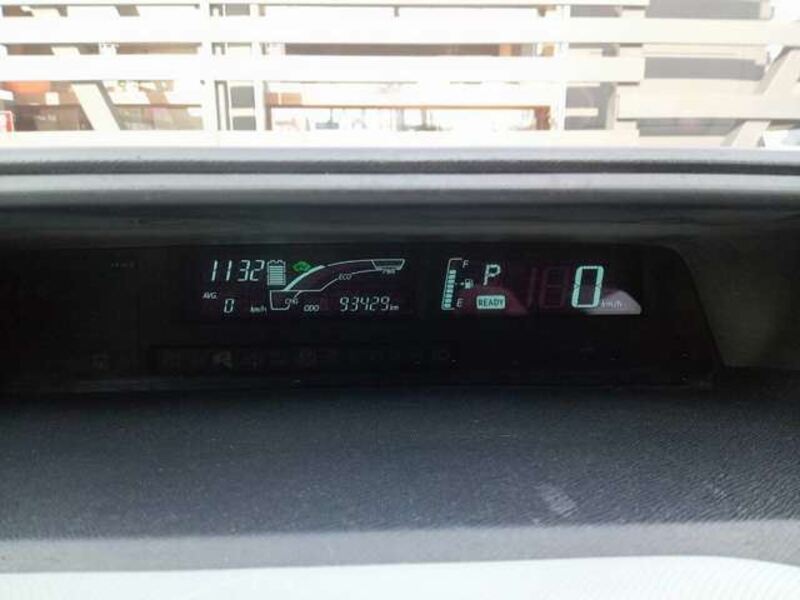 1132
ECO
PWR
AVG.
0 km/h
CHG
ODO 93429 km
F
E
P
READY
0 km/h